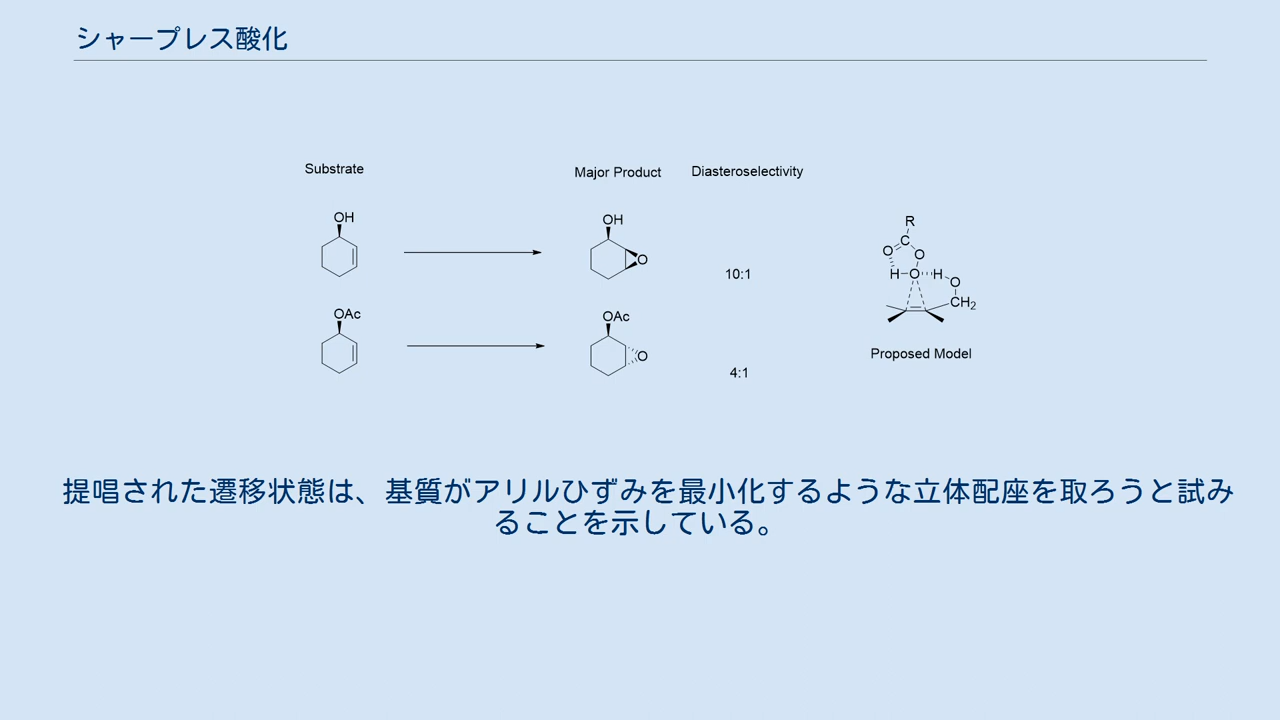 シャープレス酸化
Substrate
Major Product
Diasteroselectivity
OH
OH
O
10:1
OAc
OAc
O
4:1
R
C
O
O
H O H
O
CH2
Proposed Model
提唱された遷移状態は、基質がアリルひずみを最小化するような立体配座を取ろうと試み
ることを示している。